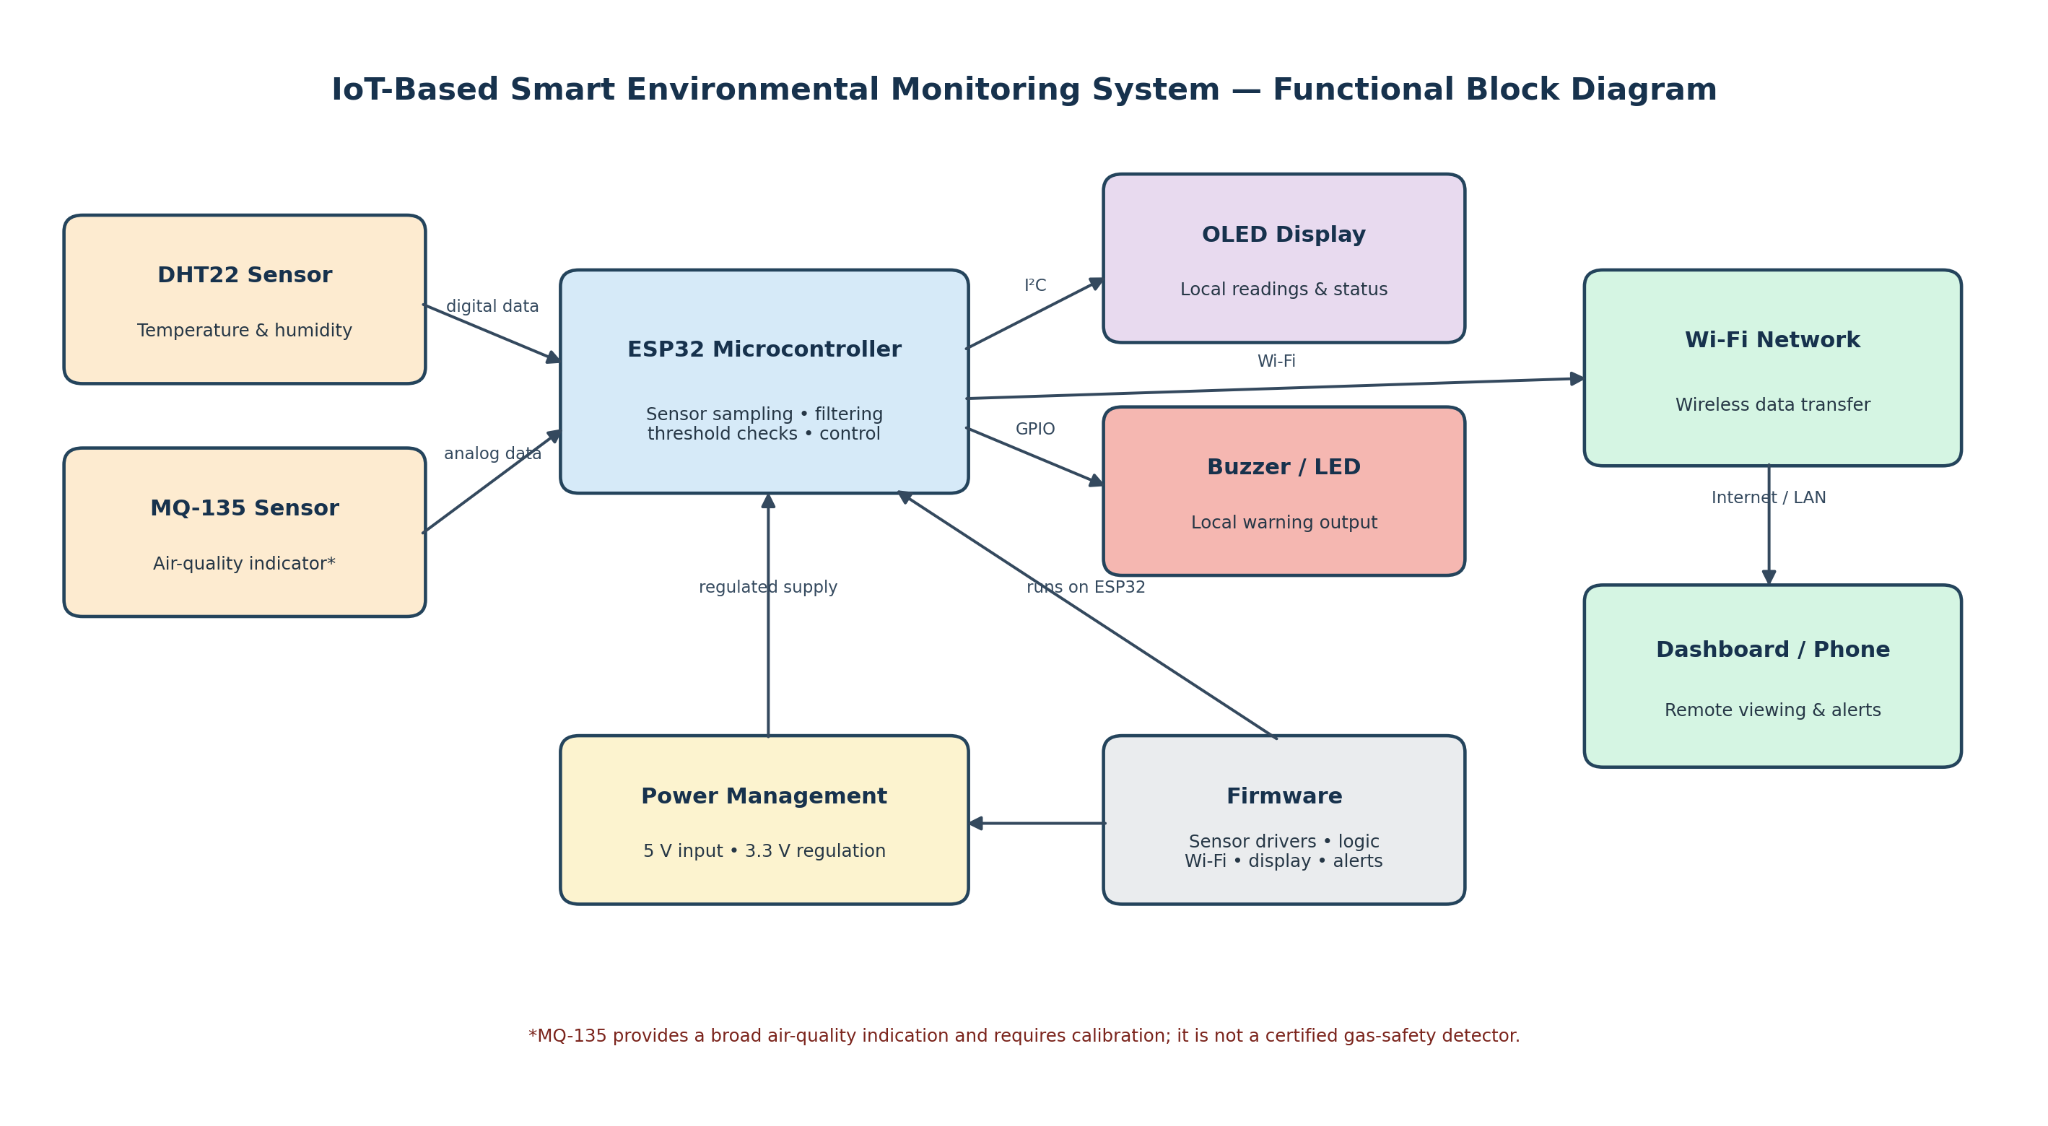 IoT-Based Smart Environmental Monitoring System — Functional Block Diagram
DHT22 Sensor
Temperature & humidity
digital data
MQ-135 Sensor
Air-quality indicator*
analog data
ESP32 Microcontroller
Sensor sampling • filtering
threshold checks • control
I²C
OLED Display
Local readings & status
Wi-Fi
GPIO
Buzzer / LED
Local warning output
Wi-Fi Network
Wireless data transfer
Internet / LAN
Dashboard / Phone
Remote viewing & alerts
regulated supply
runs on ESP32
Power Management
5 V input • 3.3 V regulation
Firmware
Sensor drivers • logic
Wi-Fi • display • alerts
*MQ-135 provides a broad air-quality indication and requires calibration; it is not a certified gas-safety detector.